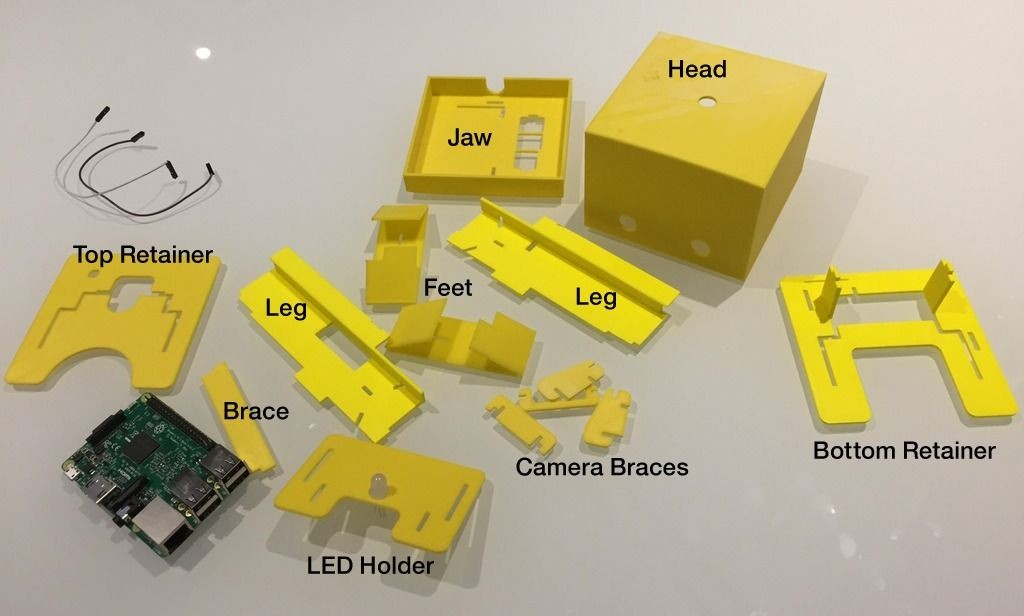 Head
Jaw
Top Retainer
Feet
Leg
Leg
Brace
Bottom Retainer
Camera Braces
LED Holder